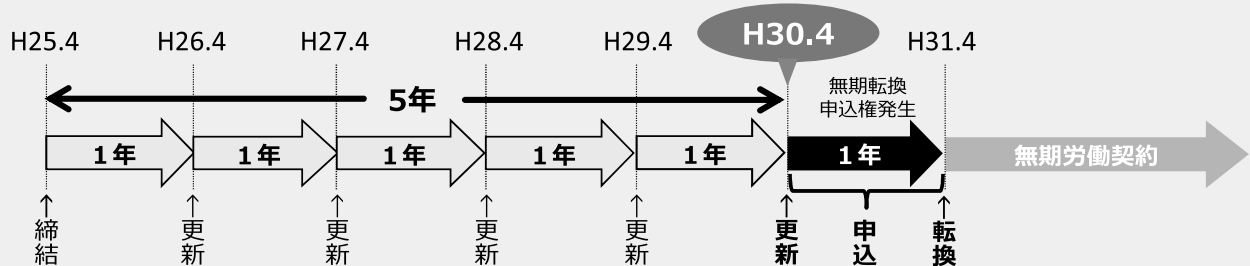 H25.4
H26.4
H27.4
H28.4
H29.4
H30.4
H31.4
5年
無期転換
申込権発生
1年
1年
1年
1年
1年
1年
無期労働契約
↑
締結
↑
更新
↑
更新
↑
更新
↑
更新
↑
更新
申込
↑
転換